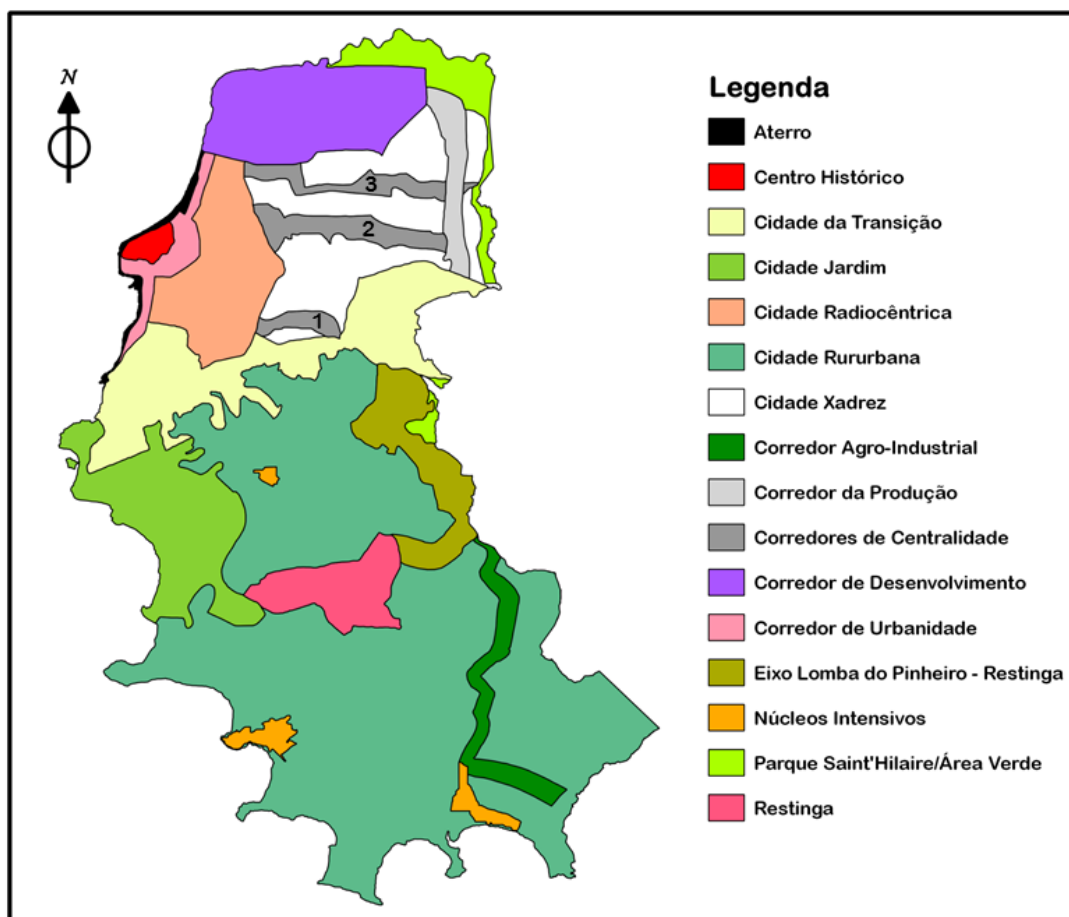 N
3
2
1
Legenda
Aterro
Centro Histórico
Cidade da Transição
Cidade Jardim
Cidade Radiocêntrica
Cidade Rururbana
Cidade Xadrez
Corredor Agro-Industrial
Corredor da Produção
Corredores de Centralidade
Corredor de Desenvolvimento
Corredor de Urbanidade
Eixo Lomba do Pinheiro - Restinga
Núcleos Intensivos
Parque Saint'Hilaire/Área Verde
Restinga